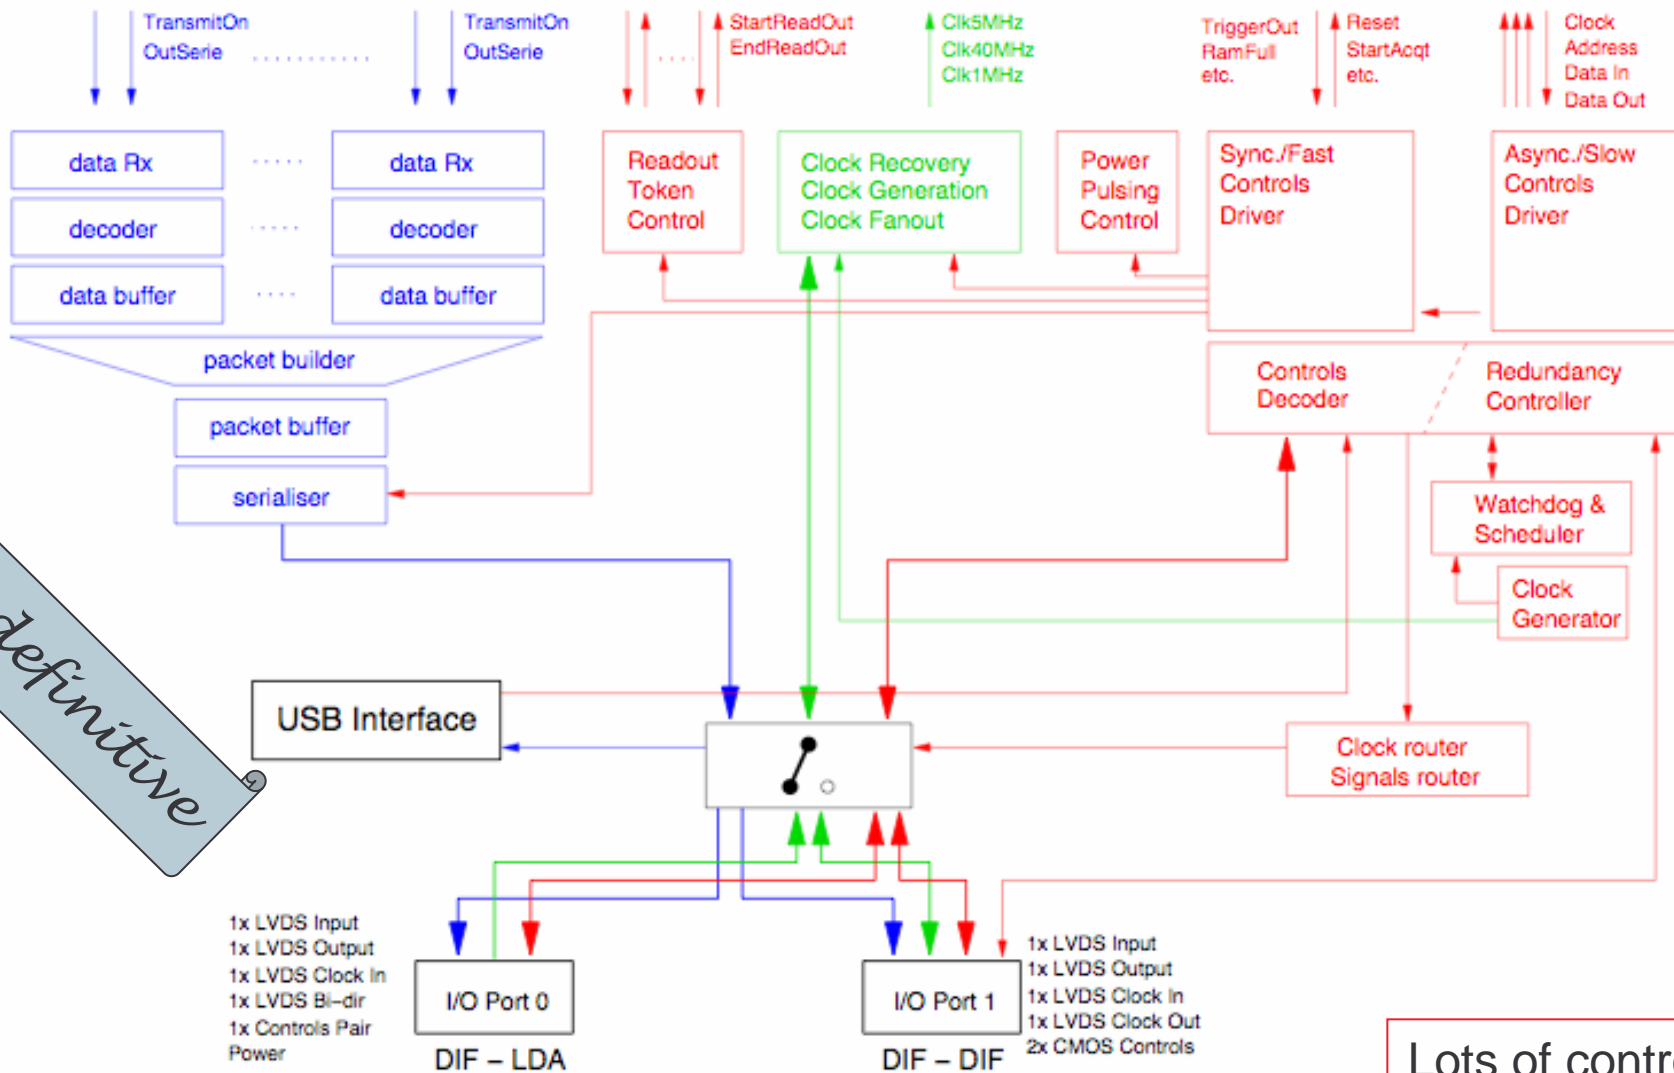 TransmitOn
OutSerie
TransmitOn
OutSerie
StartReadOut
EndReadOut
Clk5MHz
Clk40MHz
Clk1MHz
TriggerOut
RamFull
etc.
Reset
StartAcqt
etc.
Clock
Address
Data In
Data Out
data Rx
data Rx
decoder
decoder
data buffer
data buffer
packet builder
packet buffer
serialiser
Readout
Token
Control
Clock Recovery
Clock Generation
Clock Fanout
Power
Pulsing
Control
Sync./Fast
Controls
Driver
Async./Slow
Controls
Driver
Controls
Decoder
Redundancy
Controller
Watchdog &
Scheduler
Clock
Generator
definitive
USB Interface
Clock router
Signals router
1x LVDS Input
1x LVDS Output
1x LVDS Clock In
1x LVDS Bi–dir
1x Controls Pair
Power
I/O Port 0
DIF – LDA
I/O Port 1
DIF – DIF
1x LVDS Input
1x LVDS Output
1x LVDS Clock In
1x LVDS Clock Out
2x CMOS Controls
Lots of